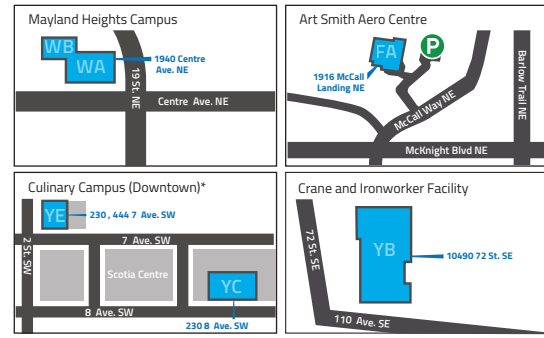 Mayland Heights Campus
WB
WA
1940 Centre
Ave. NE
19 St. NE
Centre Ave. NE
Art Smith Aero Centre
FA
P
1916 McCall
Landing NE
McCall Way NE
Barlow Trail NE
McKnight Blvd NE
Culinary Campus (Downtown)*
YE
230 , 444 7 Ave. SW
2 St. SW
7 Ave. SW
Scotia Centre
YC
8 Ave. SW
230 8 Ave. SW
Crane and Ironworker Facility
72 St. SE
YB
10490 72 St. SE
110 Ave. SE